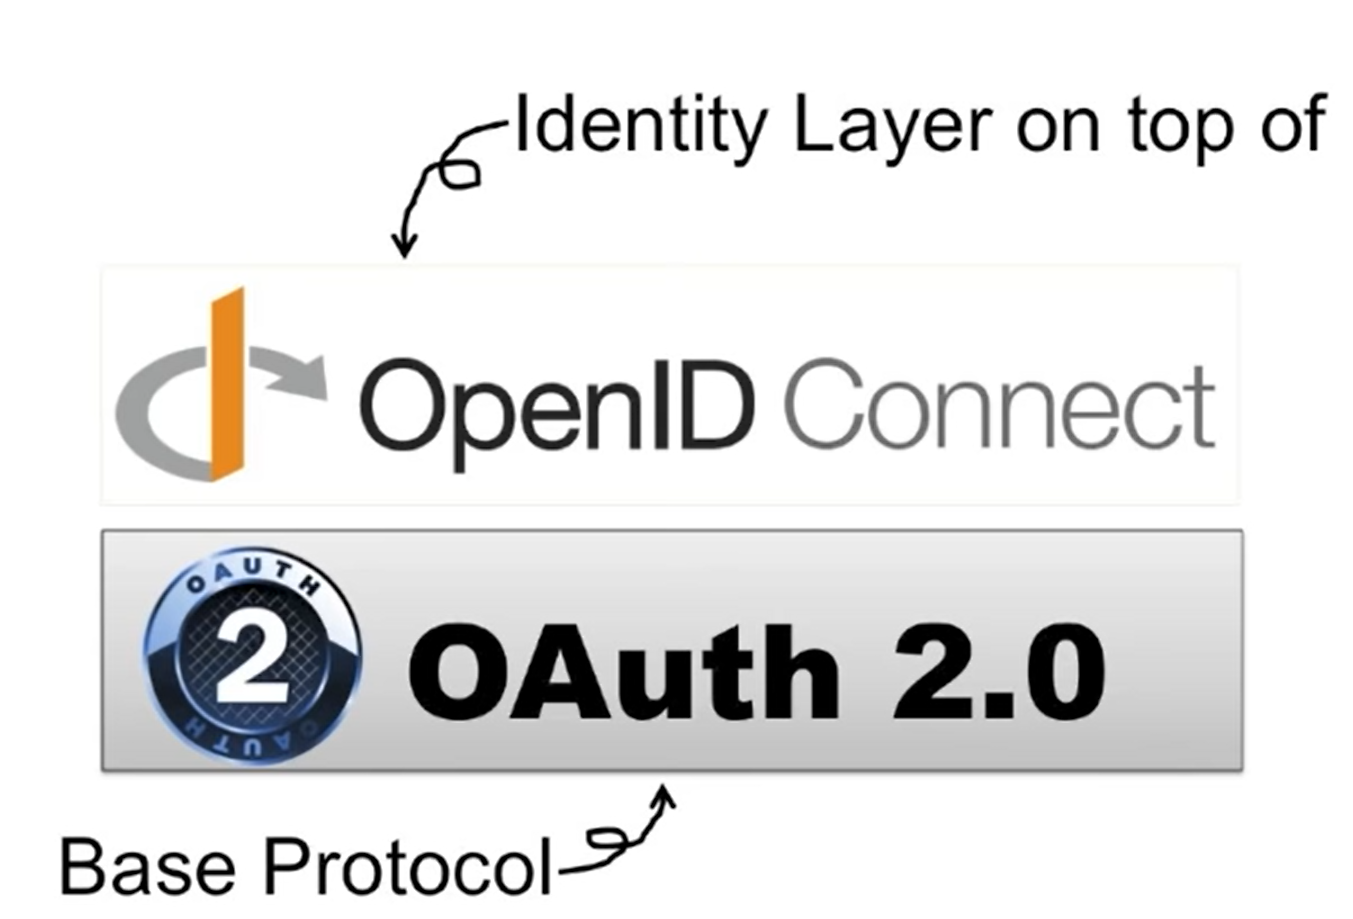 Identity Layer on top of
OpenID Connect
OAUTH
2
OAUTH
OAuth 2.0
Base Protocol